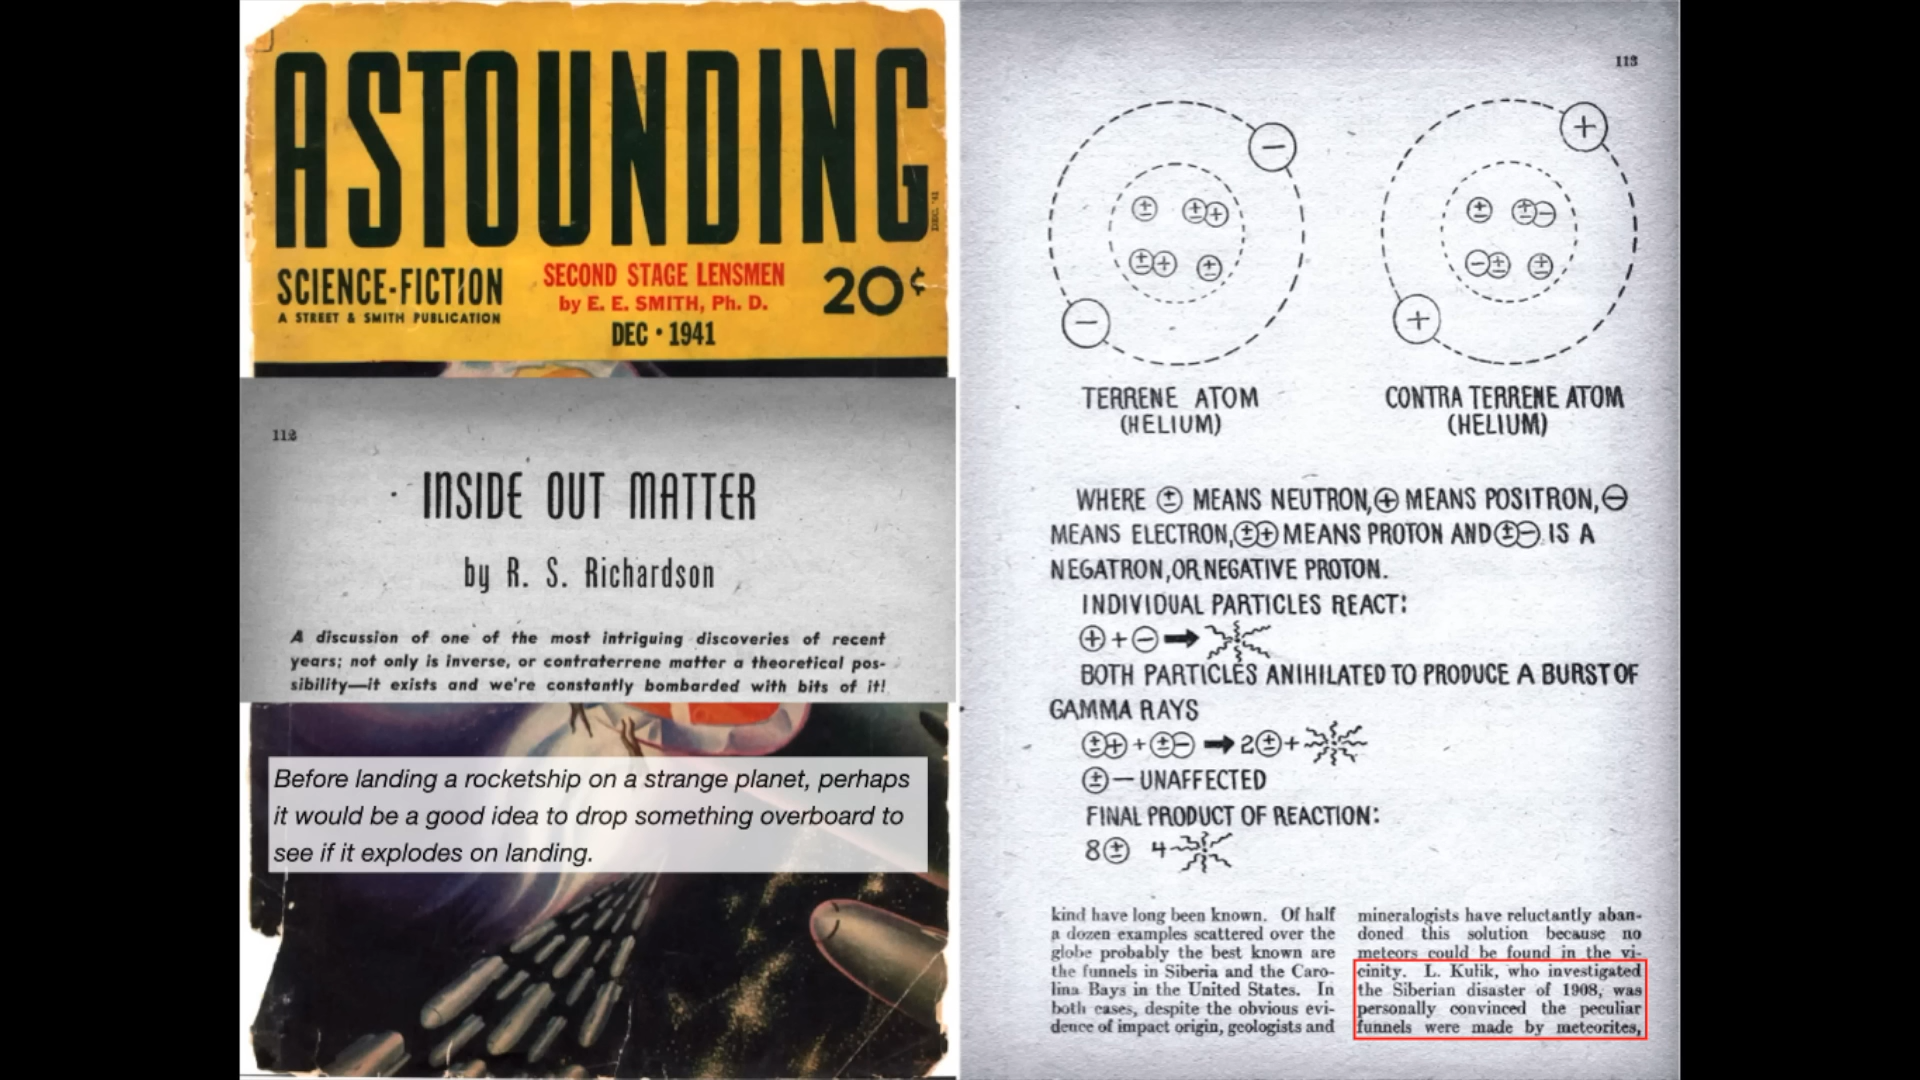 ASTOUNDING
SCIENCE-FICTION
A STREET & SMITH PUBLICATION
SECOND STAGE LENSMEN
by E. E. SMITH, Ph. D.
DEC • 1941
20¢
112
INSIDE OUT MATTER
by R. S. Richardson
A discussion of one of the most intriguing discoveries of recent
years; not only is inverse, or contraterrene matter a theoretical pos-
sibility—it exists and we're constantly bombarded with bits of it!
Before landing a rocketship on a strange planet, perhaps
it would be a good idea to drop something overboard to
see if it explodes on landing.
113
− ± ±+ ±+ ± −
+ ± ±− −± ± +
TERRENE ATOM
(HELIUM)
CONTRA TERRENE ATOM
(HELIUM)
WHERE ± MEANS NEUTRON, + MEANS POSITRON, −
MEANS ELECTRON, ±+ MEANS PROTON AND ±− IS A
NEGATRON, OR NEGATIVE PROTON.
INDIVIDUAL PARTICLES REACT:
+ + − →
BOTH PARTICLES ANIHILATED TO PRODUCE A BURST OF
GAMMA RAYS
±+ + ±− → 2± +
± — UNAFFECTED
FINAL PRODUCT OF REACTION:
8± 4
kind have long been known. Of half
a dozen examples scattered over the
globe probably the best known are
the funnels in Siberia and the Caro-
lina Bays in the United States. In
both cases, despite the obvious evi-
dence of impact origin, geologists and
mineralogists have reluctantly aban-
doned this solution because no
meteors could be found in the vi-
cinity. L. Kulik, who investigated
the Siberian disaster of 1908, was
personally convinced the peculiar
funnels were made by meteorites,